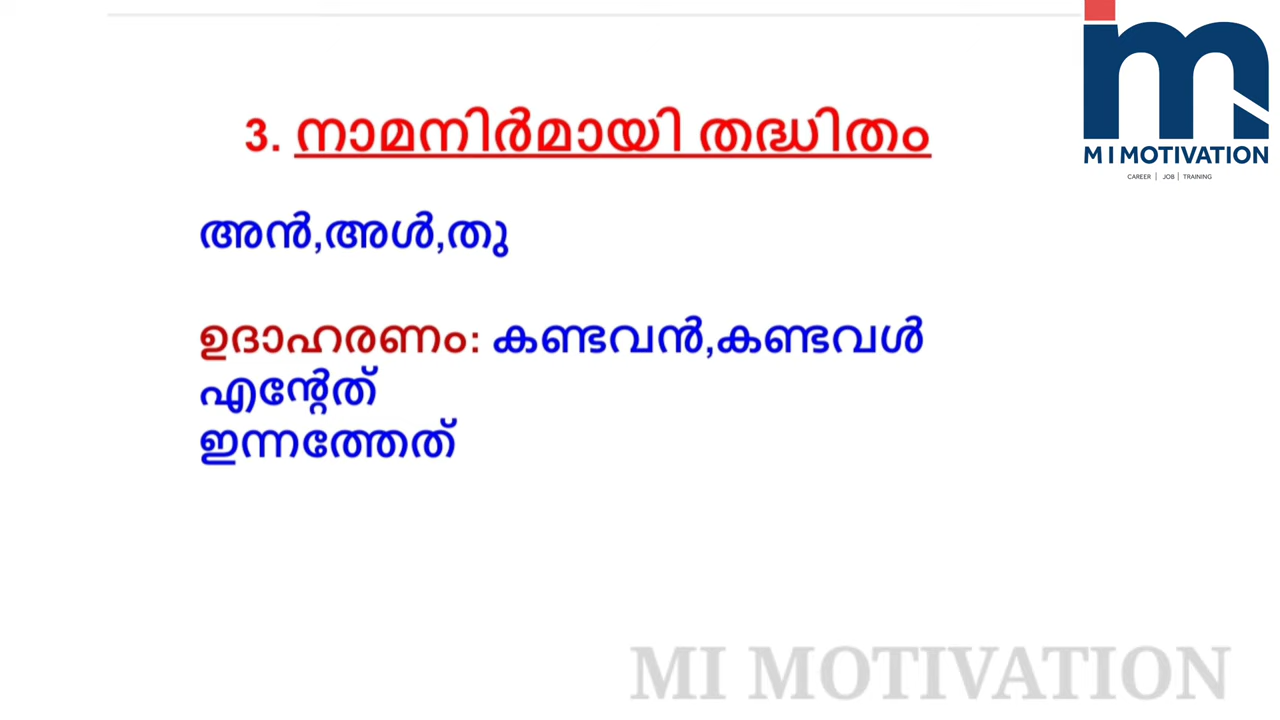 M I MOTIVATION
CAREER | JOB | TRAINING
3. നാമനിർമായി തദ്ധിതം
അൻ,അൾ,തു
ഉദാഹരണം: കണ്ടവൻ,കണ്ടവൾ
എന്റേത്
ഇന്നത്തേത്
MI MOTIVATION